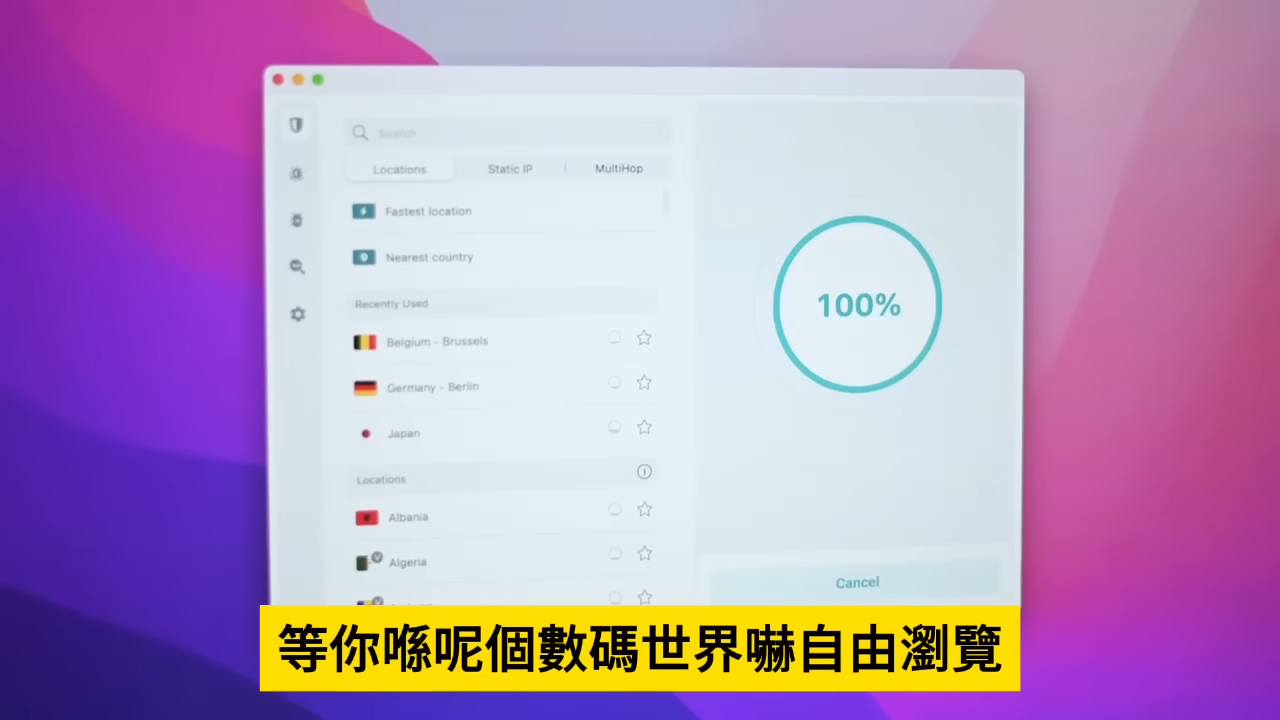 Search
Locations
Static IP
MultiHop
Fastest location
Nearest country
Recently Used
Belgium - Brussels
Germany - Berlin
Japan
Locations
Albania
Algeria
100%
Cancel
等你喺呢個數碼世界嚇自由瀏覽